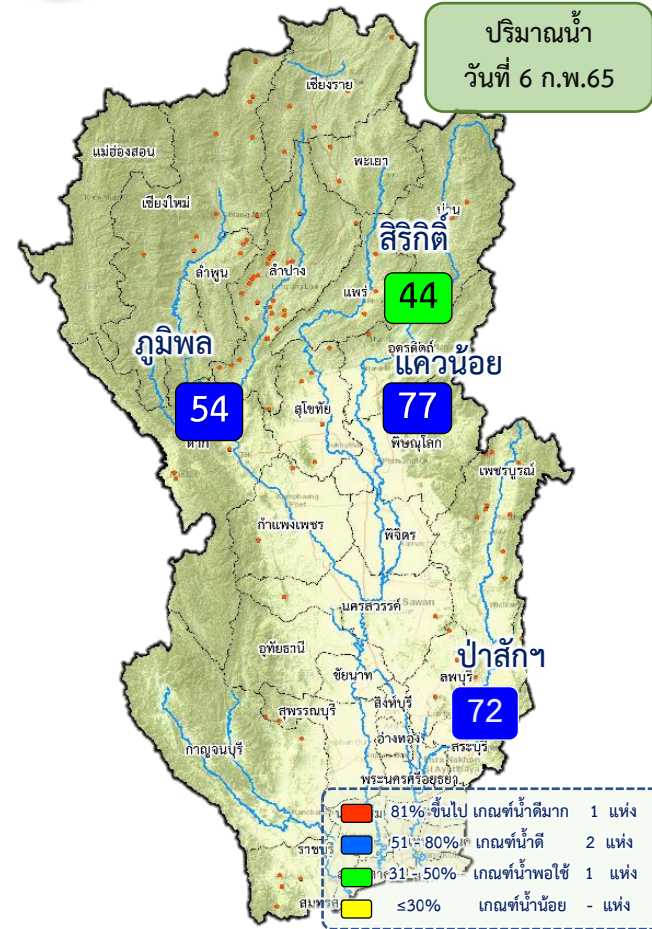 ปริมาณน้ำ
วันที่ 6 ก.พ.65
เชียงราย
แม่ฮ่องสอน
พะเยา
เชียงใหม่
น่าน
สิริกิติ์
ลำพูน
ลำปาง
แพร่
44
ภูมิพล
อุตรดิตถ์
แควน้อย
54
สุโขทัย
77
ตาก
พิษณุโลก
เพชรบูรณ์
กำแพงเพชร
พิจิตร
นครสวรรค์
อุทัยธานี
ป่าสักฯ
ชัยนาท
ลพบุรี
สุพรรณบุรี
สิงห์บุรี
72
อ่างทอง
กาญจนบุรี
สระบุรี
พระนครศรีอยุธยา
81% ขึ้นไป เกณฑ์น้ำดีมาก 1 แห่ง
51 - 80% เกณฑ์น้ำดี 2 แห่ง
ราชบุรี
31 - 50% เกณฑ์น้ำพอใช้ 1 แห่ง
≤30% เกณฑ์น้ำน้อย - แห่ง